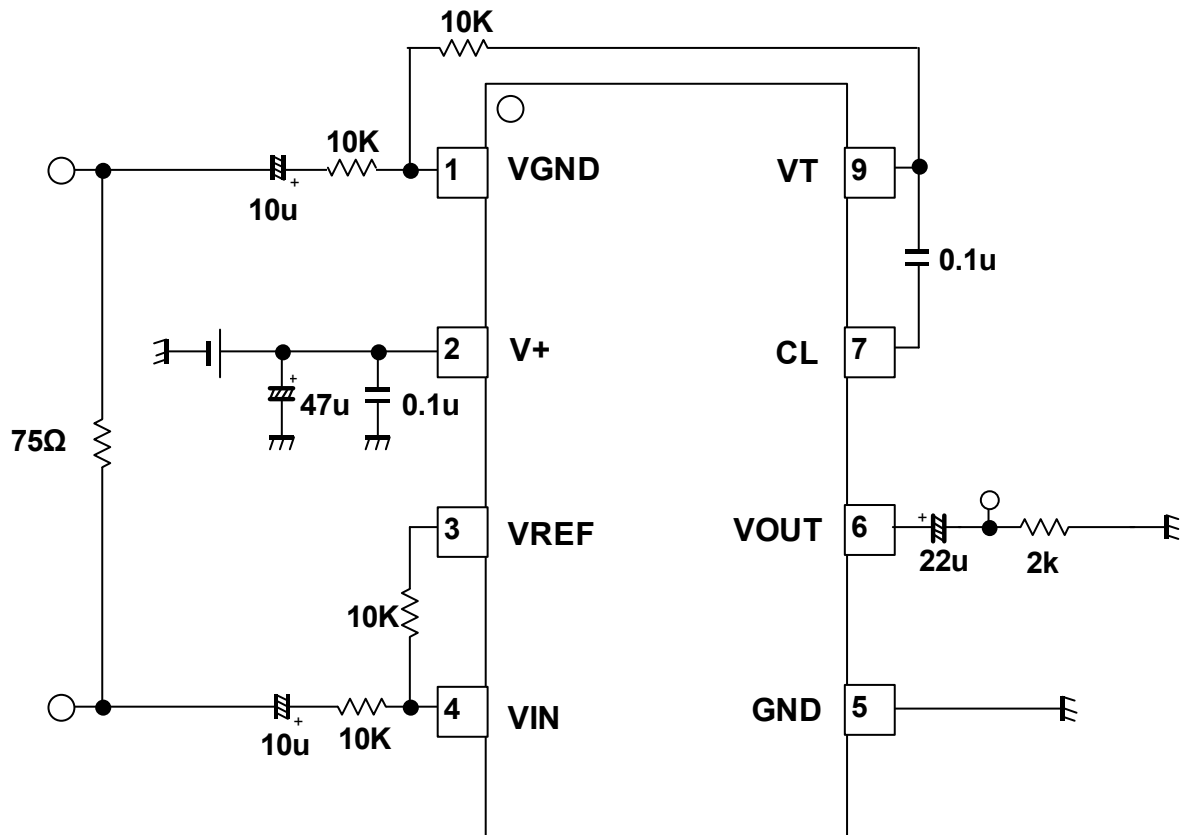 10K
10K
1 VGND VT 9
10u
0.1u
2 V+ CL 7
47u 0.1u
75Ω
3 VREF VOUT 6
22u 2k
10K
4 VIN GND 5
10u 10K